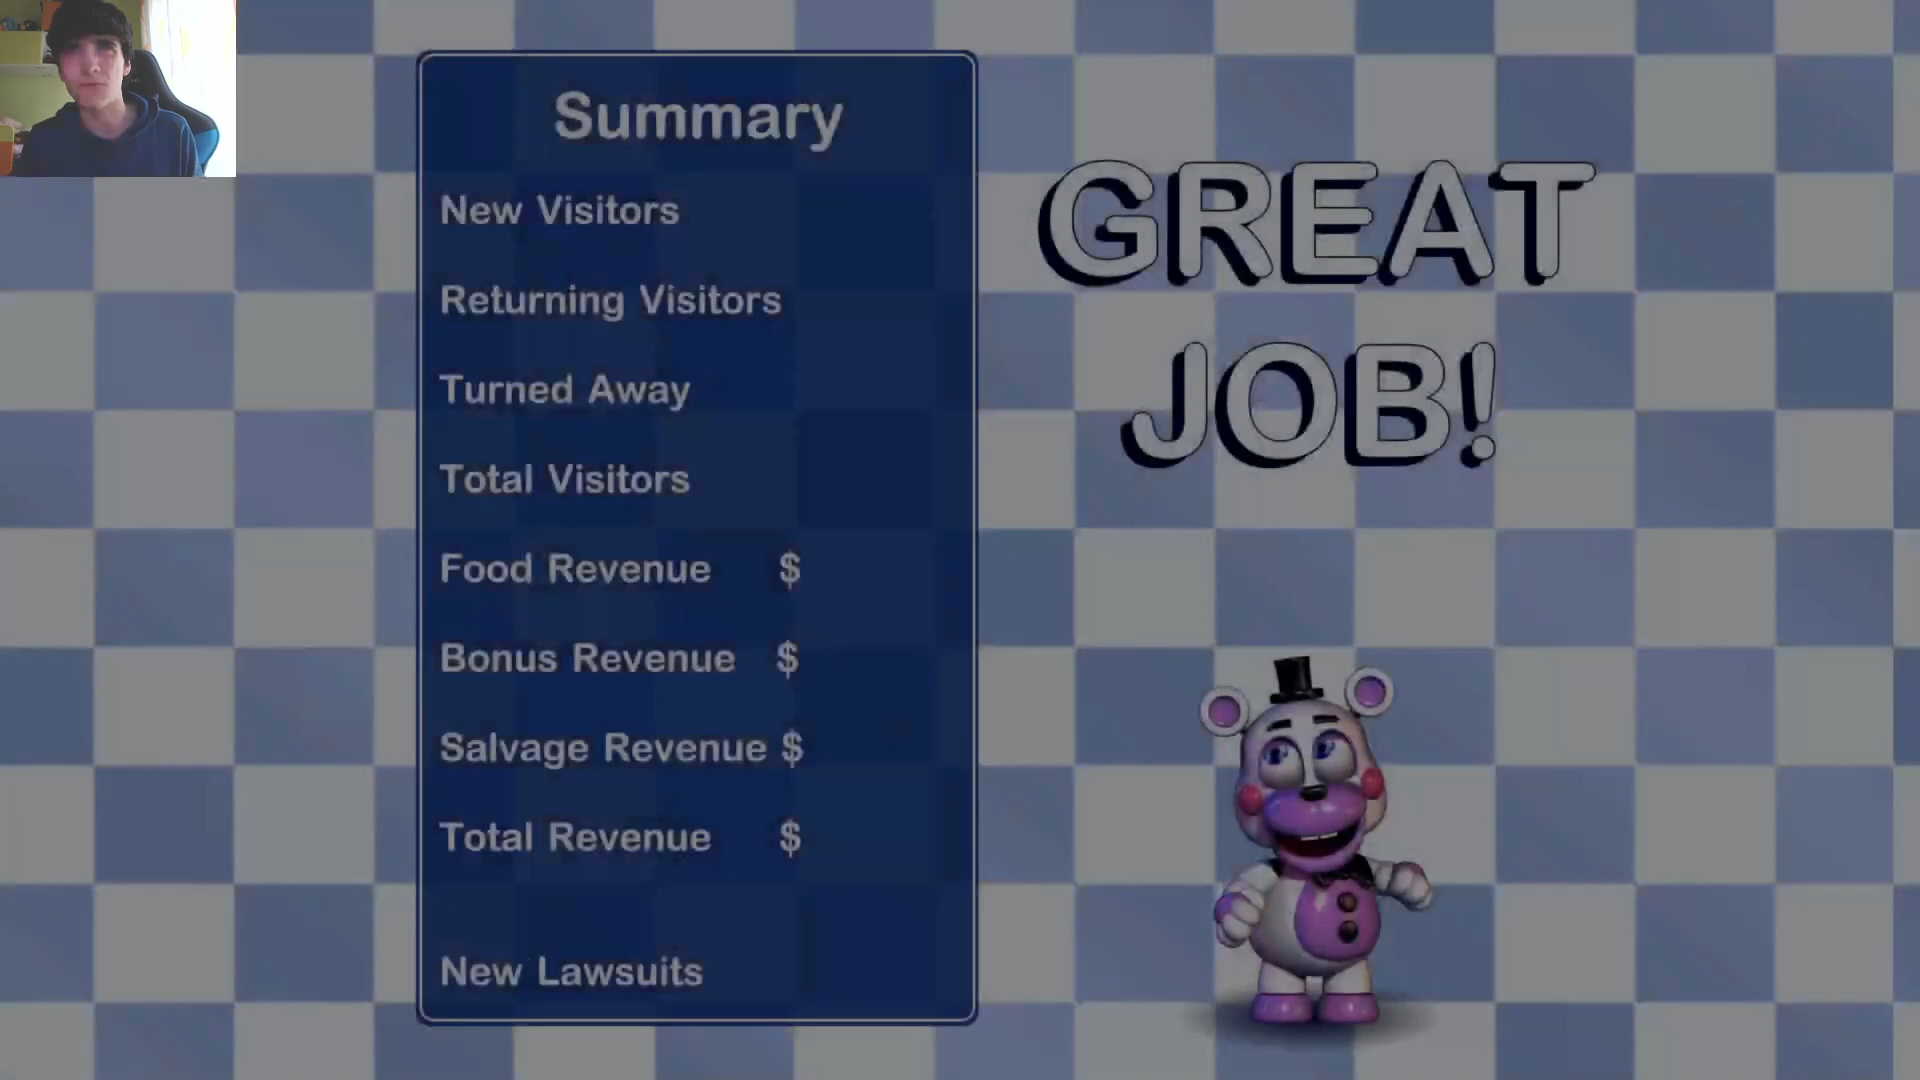 Summary
New Visitors
Returning Visitors
Turned Away
Total Visitors
Food Revenue $
Bonus Revenue $
Salvage Revenue $
Total Revenue $
New Lawsuits
GREAT
JOB!